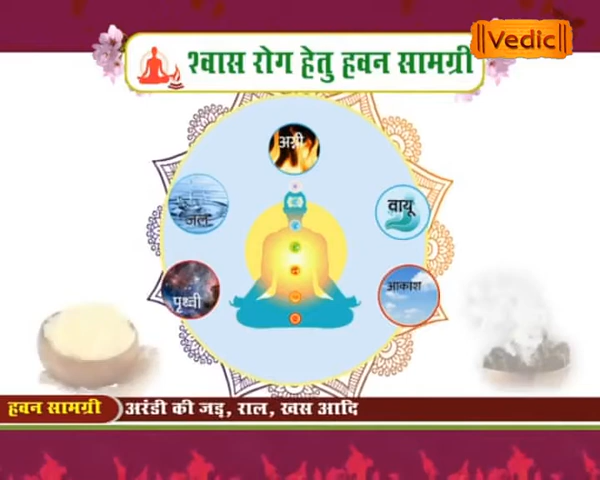 ||Vedic||
श्वास रोग हेतु हवन सामग्री
अग्नी
जल
वायू
पृथ्वी
आकाश
हवन सामग्री
अरंडी की जड़, राल, खस आदि